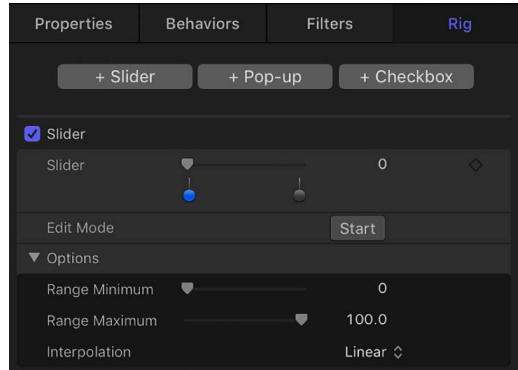 Properties Behaviors Filters Rig
+ Slider + Pop-up + Checkbox
Slider
Slider 0
Edit Mode Start
Options
Range Minimum 0
Range Maximum 100.0
Interpolation Linear